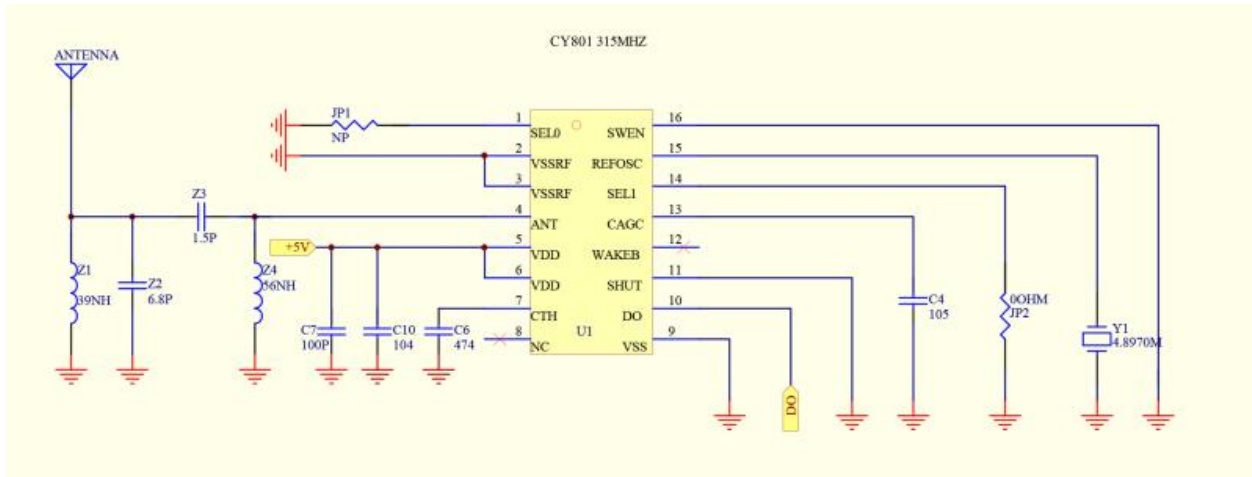 CY801 315MHZ
ANTENNA
JP1
NP
1
SEL0
2
VSSRF
3
VSSRF
4
ANT
5
VDD
6
VDD
7
CTH
8
NC
U1
16
SWEN
15
REFOSC
14
SEL1
13
CAGC
12
WAKEB
11
SHUT
10
DO
9
VSS
Z3
1.5P
+5V
Z1
39NH
Z2
6.8P
Z4
56NH
C7
100P
C10
104
C6
474
DO
C4
105
0OHM
JP2
Y1
4.8970M